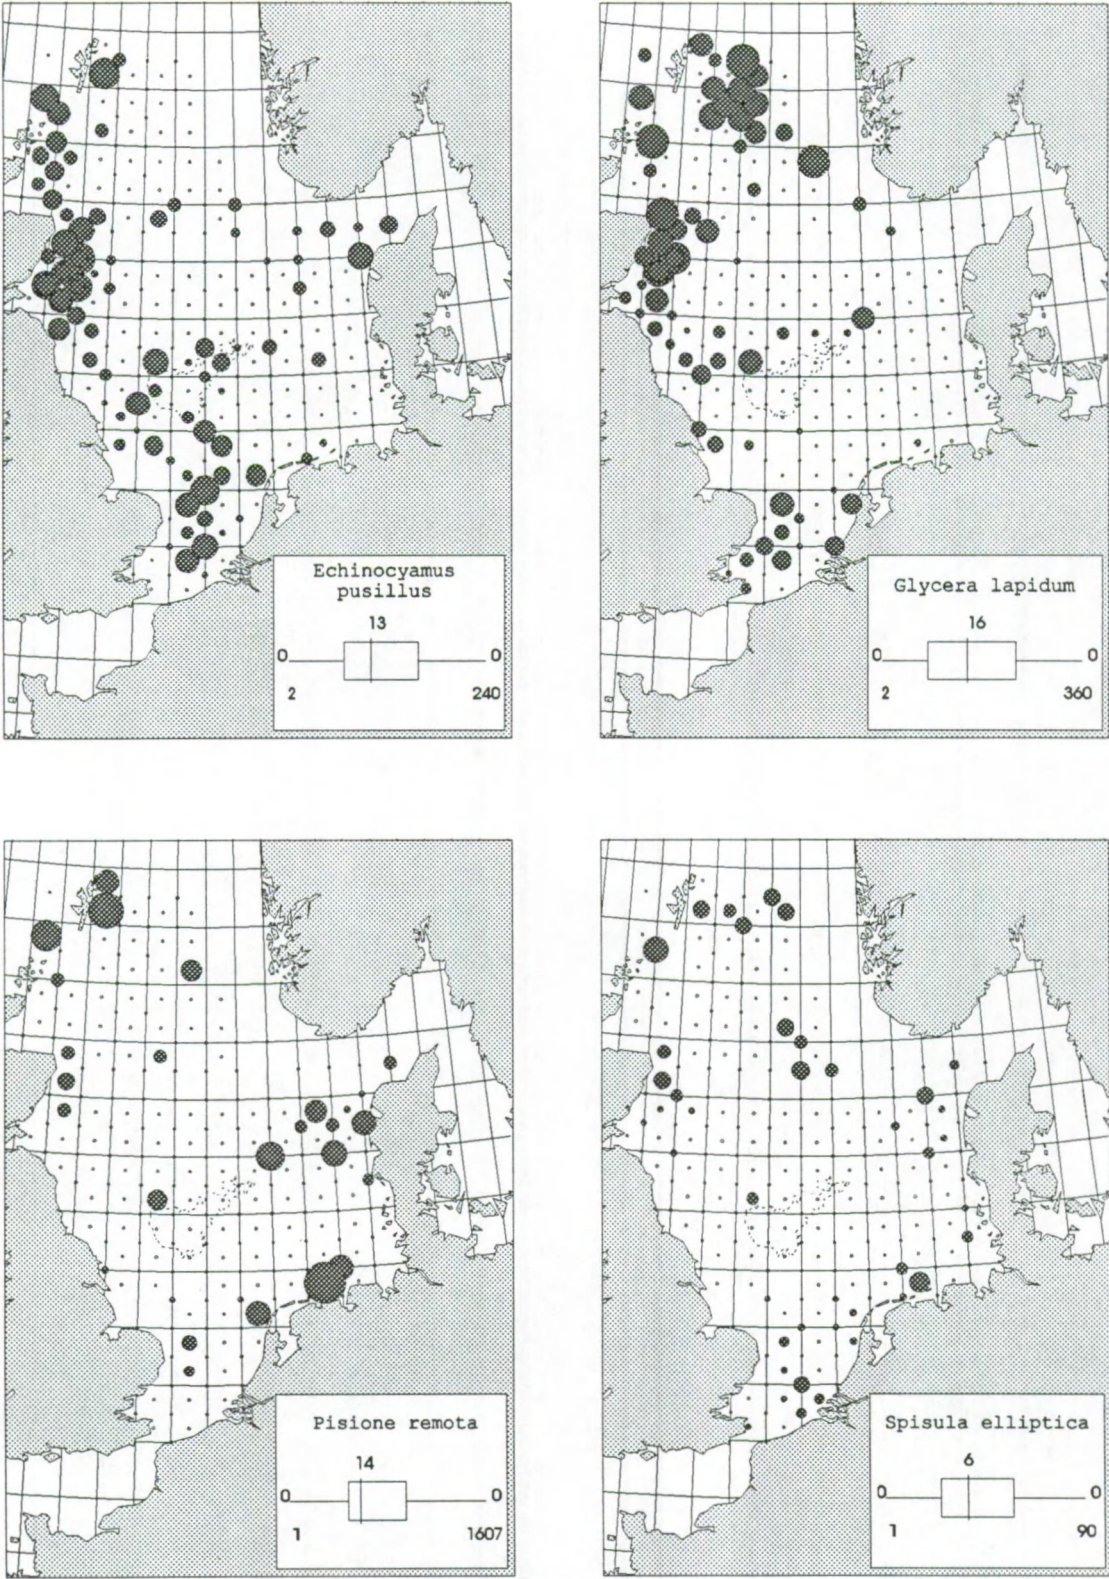 Echinocyamus
pusillus
13
0 0
2 240
Glycera lapidum
16
0 0
2 360
Pisione remota
14
0 0
1 1607
Spisula elliptica
6
0 0
1 90